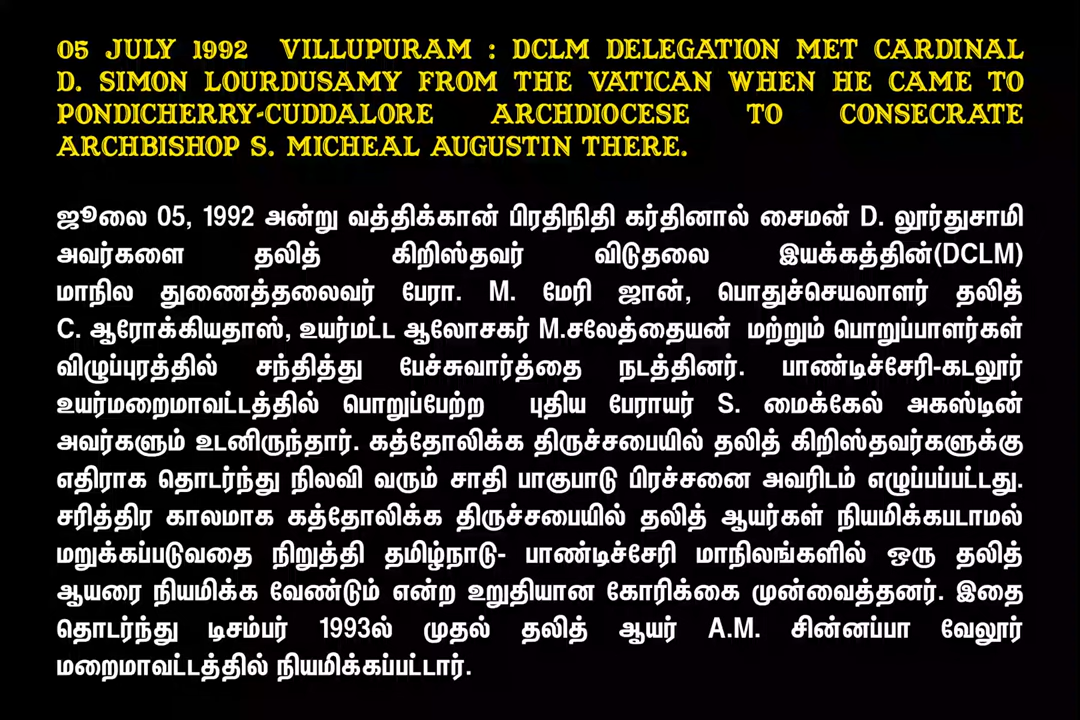 05 JULY 1992 VILLUPURAM : DCLM DELEGATION MET CARDINAL
D. SIMON LOURDUSAMY FROM THE VATICAN WHEN HE CAME TO
PONDICHERRY-CUDDALORE ARCHDIOCESE TO CONSECRATE
ARCHBISHOP S. MICHEAL AUGUSTIN THERE.
ஜூலை 05, 1992 அன்று வத்திக்கான் பிரதிநிதி கர்தினால் சைமன் D. லூர்துசாமி
அவர்களை தலித் கிறிஸ்தவர் விடுதலை இயக்கத்தின்(DCLM)
மாநில துணைத்தலைவர் பேரா. M. மேரி ஜான், பொதுச்செயலாளர் தலித்
C. ஆரோக்கியதாஸ், உயர்மட்ட ஆலோசகர் M.சலேத்தையன் மற்றும் பொறுப்பாளர்கள்
விழுப்புரத்தில் சந்தித்து பேச்சுவார்த்தை நடத்தினர். பாண்டிச்சேரி-கடலூர்
உயர்மறைமாவட்டத்தில் பொறுப்பேற்ற புதிய பேராயர் S. மைக்கேல் அகஸ்டின்
அவர்களும் உடனிருந்தார். கத்தோலிக்க திருச்சபையில் தலித் கிறிஸ்தவர்களுக்கு
எதிராக தொடர்ந்து நிலவி வரும் சாதி பாகுபாடு பிரச்சனை அவரிடம் எழுப்பப்பட்டது.
சரித்திர காலமாக கத்தோலிக்க திருச்சபையில் தலித் ஆயர்கள் நியமிக்கபடாமல்
மறுக்கப்படுவதை நிறுத்தி தமிழ்நாடு- பாண்டிச்சேரி மாநிலங்களில் ஒரு தலித்
ஆயரை நியமிக்க வேண்டும் என்ற உறுதியான கோரிக்கை முன்வைத்தனர். இதை
தொடர்ந்து டிசம்பர் 1993ல் முதல் தலித் ஆயர் A.M. சின்னப்பா வேலூர்
மறைமாவட்டத்தில் நியமிக்கப்பட்டார்.